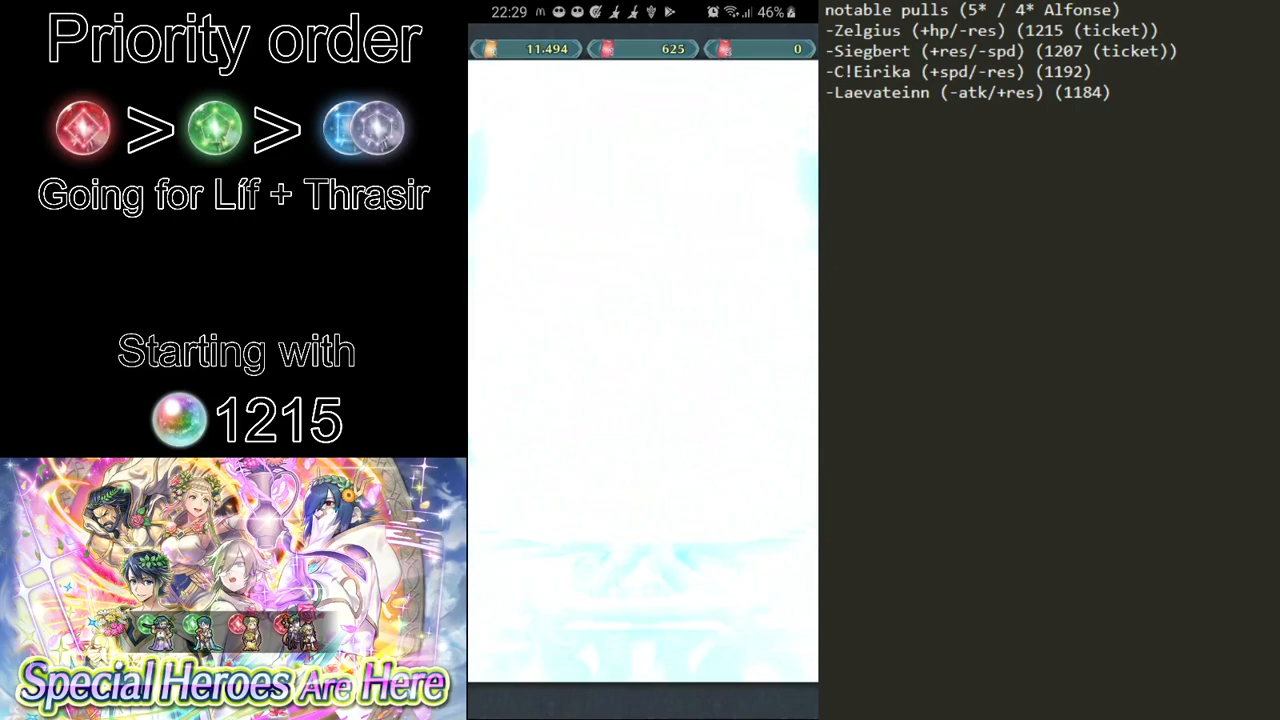 Priority order
> >
Going for Líf + Thrasir
Starting with
1215
Special Heroes Are Here
22:29 46%
11.494 625 0
notable pulls (5* / 4* Alfonse)
-Zelgius (+hp/-res) (1215 (ticket))
-Siegbert (+res/-spd) (1207 (ticket))
-C!Eirika (+spd/-res) (1192)
-Laevateinn (-atk/+res) (1184)